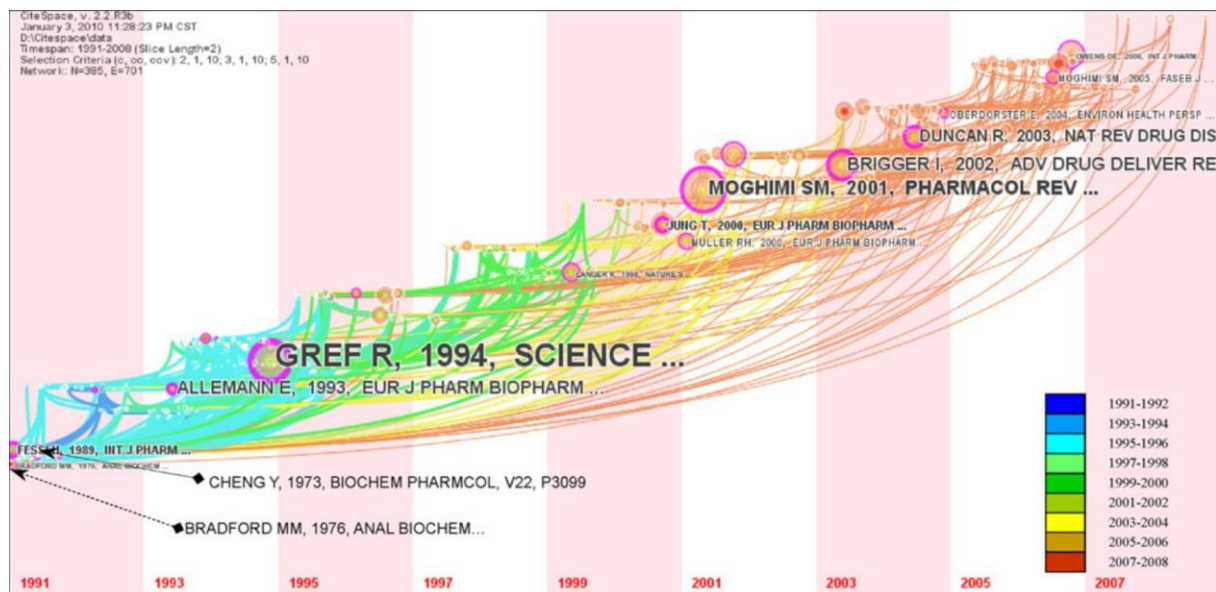 CiteSpace, v. 2.2.R3b
January 3, 2010 11:28:23 PM CST
D:\Citespace\data
Timespan: 1991-2008 (Slice Length=2)
Selection Criteria (c, cc, ccv): 2, 1, 10; 3, 1, 10; 5, 1, 10
Network: N=385, E=701
OWENS DE, 2006, INT J PHARM
MOGHIMI SM, 2005, FASEB J ...
OBERDORSTER E, 2004, ENVIRON HEALTH PERSP ...
DUNCAN R, 2003, NAT REV DRUG DIS
BRIGGER I, 2002, ADV DRUG DELIVER RE
MOGHIMI SM, 2001, PHARMACOL REV ...
JUNG T, 2000, EUR J PHARM BIOPHARM ...
MULLER RH, 2000, EUR J PHARM BIOPHARM ...
LANGER R, 1998, NATURE ...
GREF R, 1994, SCIENCE ...
ALLEMANN E, 1993, EUR J PHARM BIOPHARM ...
FESSI H, 1989, INT J PHARM ...
BRADFORD MM, 1976, ANAL BIOCHEM ...
CHENG Y, 1973, BIOCHEM PHARMCOL, V22, P3099
BRADFORD MM, 1976, ANAL BIOCHEM...
1991-1992
1993-1994
1995-1996
1997-1998
1999-2000
2001-2002
2003-2004
2005-2006
2007-2008
1991 1993 1995 1997 1999 2001 2003 2005 2007